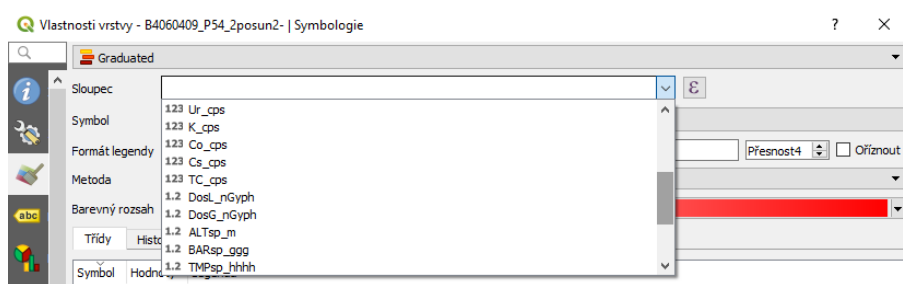 Vlastnosti vrstvy - B4060409_P54_2posun2- | Symbologie ? ×
Graduated
Sloupec ε
123 Ur_cps
Symbol
123 K_cps
123 Co_cps
Formát legendy Přesnost4 Oříznout
123 Cs_cps
Metoda
123 TC_cps
1.2 DosL_nGyph
abc
Barevný rozsah
1.2 DosG_nGyph
1.2 ALTsp_m
Třídy
1.2 BARsp_ggg
1.2 TMPsp_hhhh
Symbol